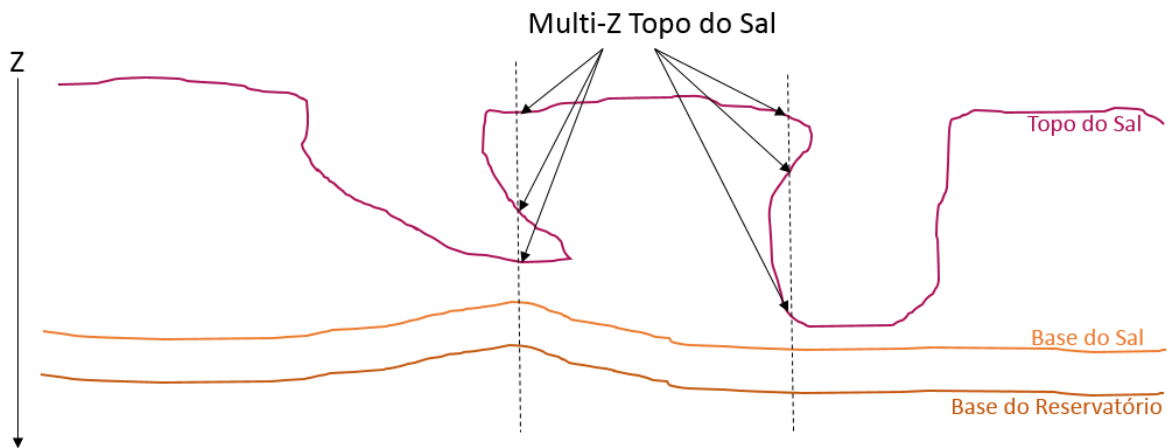 Multi-Z Topo do Sal
Z
Topo do Sal
Base do Sal
Base do Reservatório